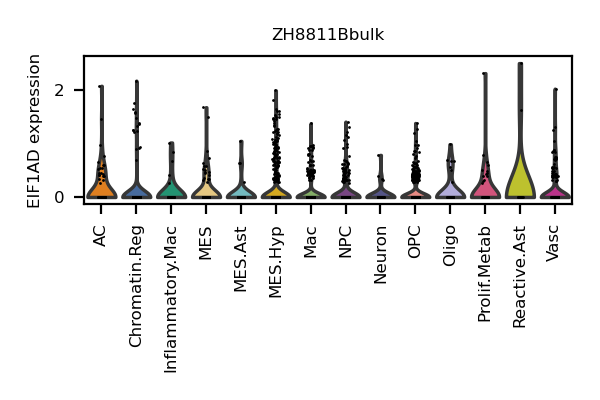 ZH8811Bbulk
EIF1AD expression
2
0
AC
Chromatin.Reg
Inflammatory.Mac
MES
MES.Ast
MES.Hyp
Mac
NPC
Neuron
OPC
Oligo
Prolif.Metab
Reactive.Ast
Vasc